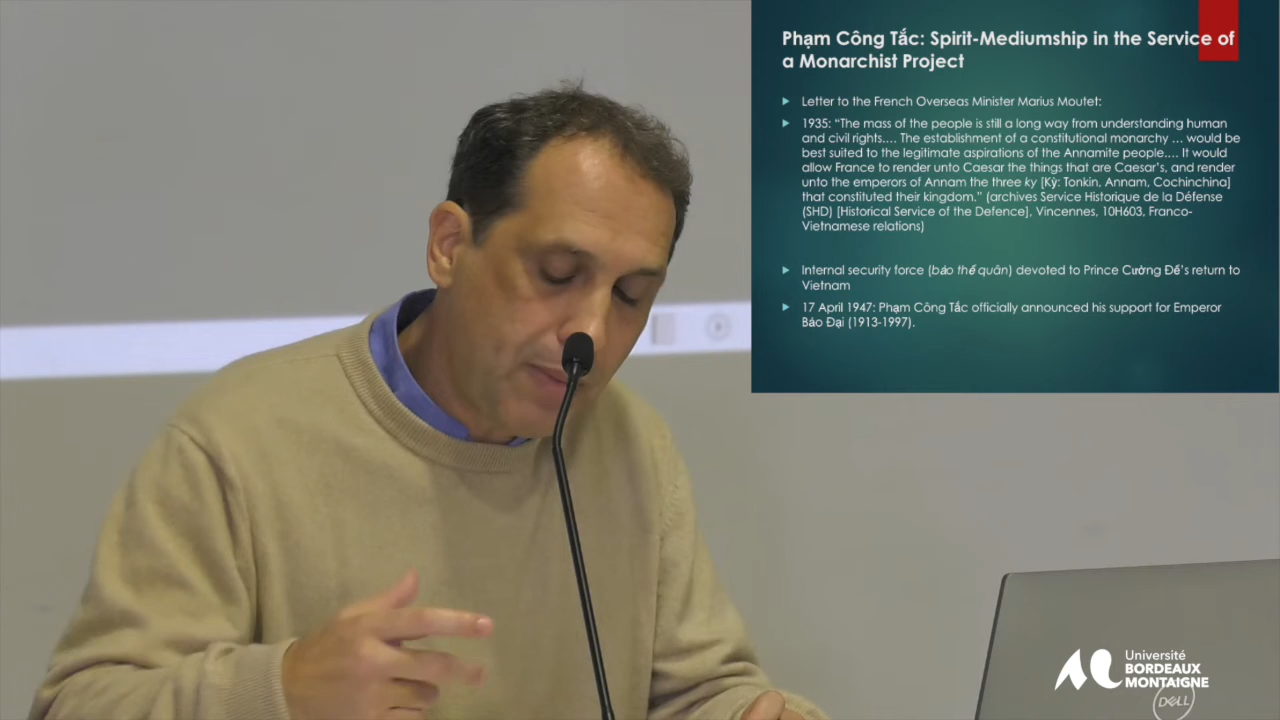 Phạm Công Tắc: Spirit-Mediumship in the Service of
a Monarchist Project
Letter to the French Overseas Minister Marius Moutet:
1935: “The mass of the people is still a long way from understanding human
and civil rights.... The establishment of a constitutional monarchy ... would be
best suited to the legitimate aspirations of the Annamite people.... It would
allow France to render unto Caesar the things that are Caesar’s, and render
unto the emperors of Annam the three ky [Kỳ: Tonkin, Annam, Cochinchina]
that constituted their kingdom.” (archives Service Historique de la Défense
(SHD) [Historical Service of the Defence], Vincennes, 10H603, Franco-
Vietnamese relations)
Internal security force (báo thế quân) devoted to Prince Cường Đế’s return to
Vietnam
17 April 1947: Phạm Công Tắc officially announced his support for Emperor
Bảo Đại (1913-1997).
Université
BORDEAUX
MONTAIGNE
DELL